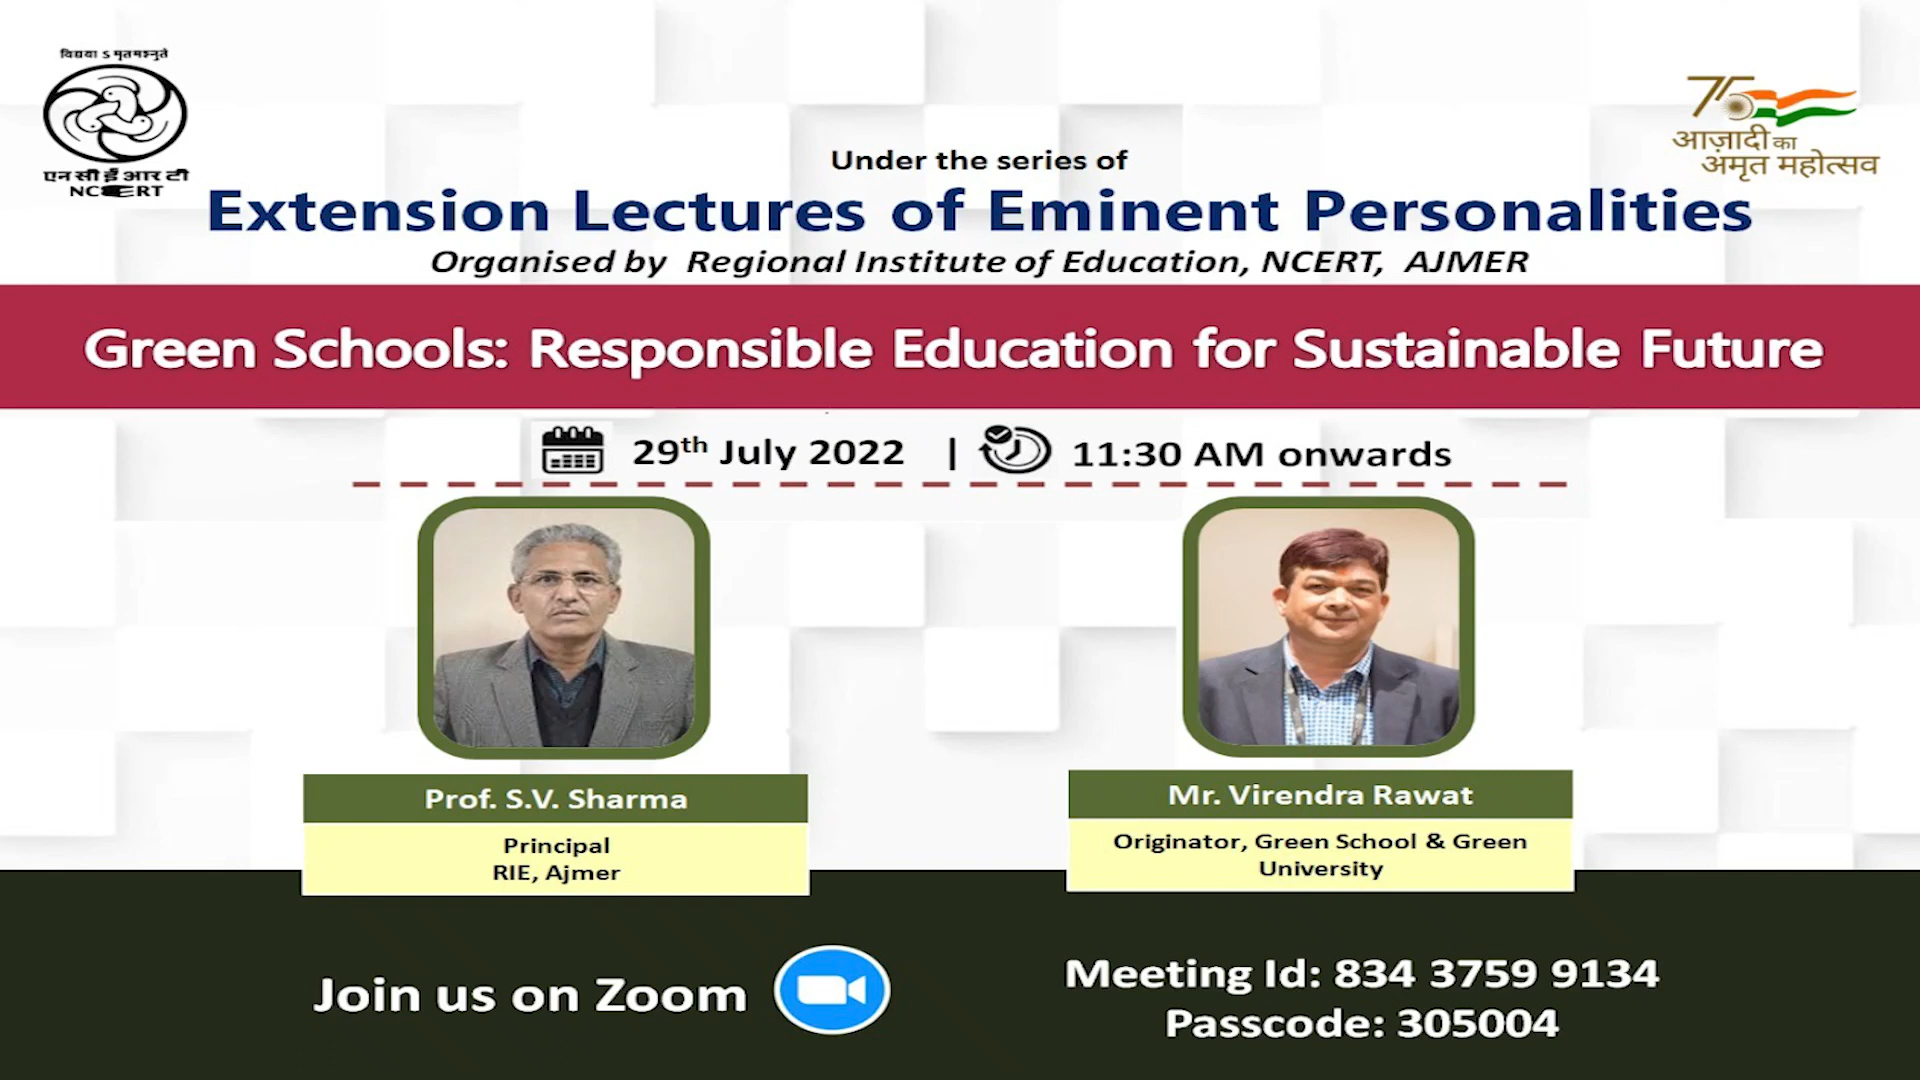 विद्यया ऽ मृतमश्नुते
एन सी ई आर टी
NCERT
75
आज़ादी का
अमृत महोत्सव
Under the series of
Extension Lectures of Eminent Personalities
Organised by Regional Institute of Education, NCERT, AJMER
Green Schools: Responsible Education for Sustainable Future
29th July 2022 | 11:30 AM onwards
Prof. S.V. Sharma
Principal
RIE, Ajmer
Mr. Virendra Rawat
Originator, Green School & Green
University
Join us on Zoom
Meeting Id: 834 3759 9134
Passcode: 305004